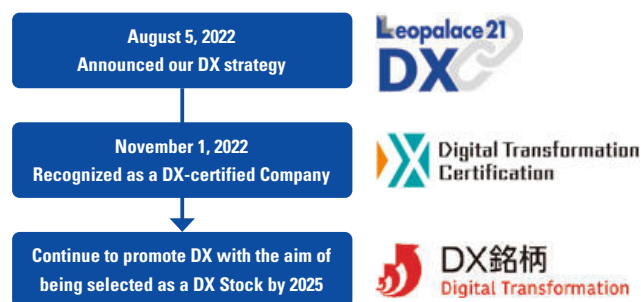 August 5, 2022
Announced our DX strategy
Leopalace21
DX
November 1, 2022
Recognized as a DX-certified Company
Digital Transformation
Certification
Continue to promote DX with the aim of
being selected as a DX Stock by 2025
DX銘柄
Digital Transformation